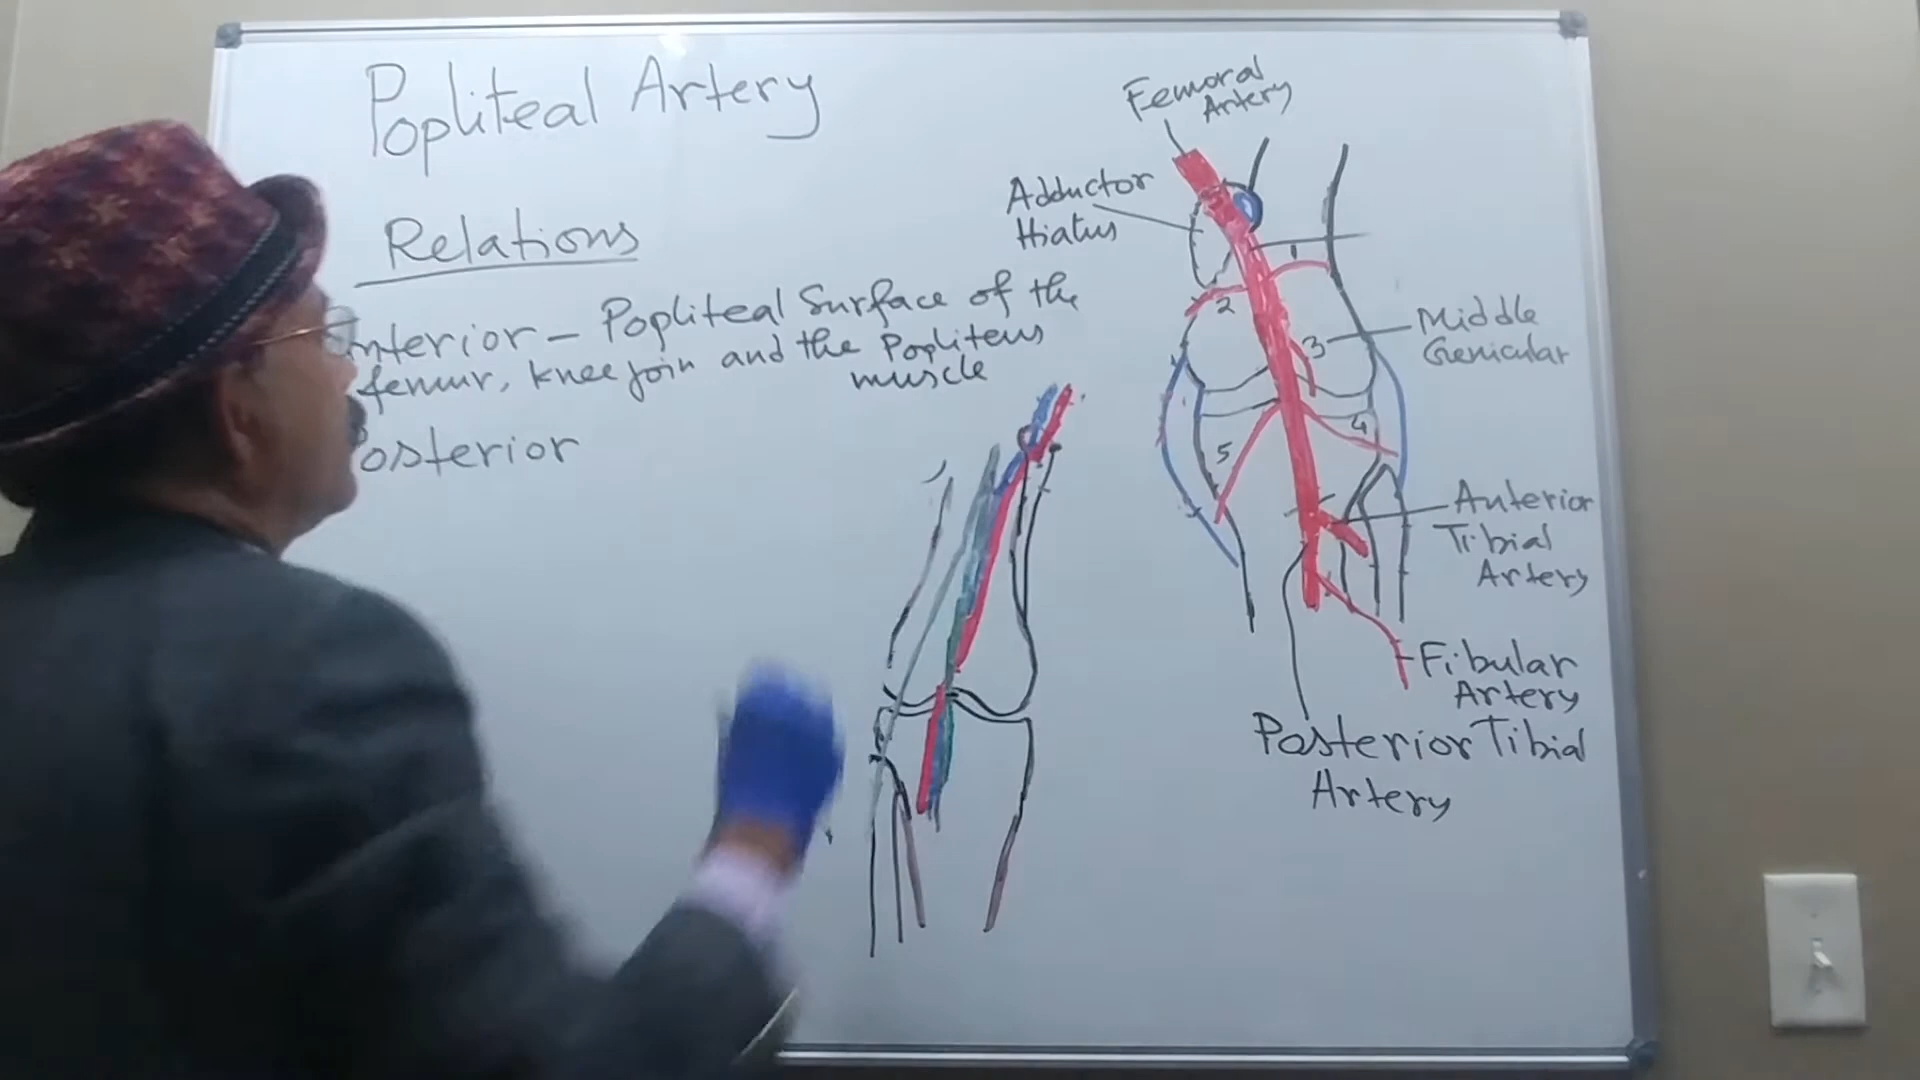 Popliteal Artery
Relations
nterior - Popliteal Surface of the
femur, knee join and the Popliteus
muscle
osterior
Femoral
Artery
Adductor
Hiatus
1
2
3
Middle
Genicular
4
5
Anterior
Tibial
Artery
Fibular
Artery
Posterior Tibial
Artery